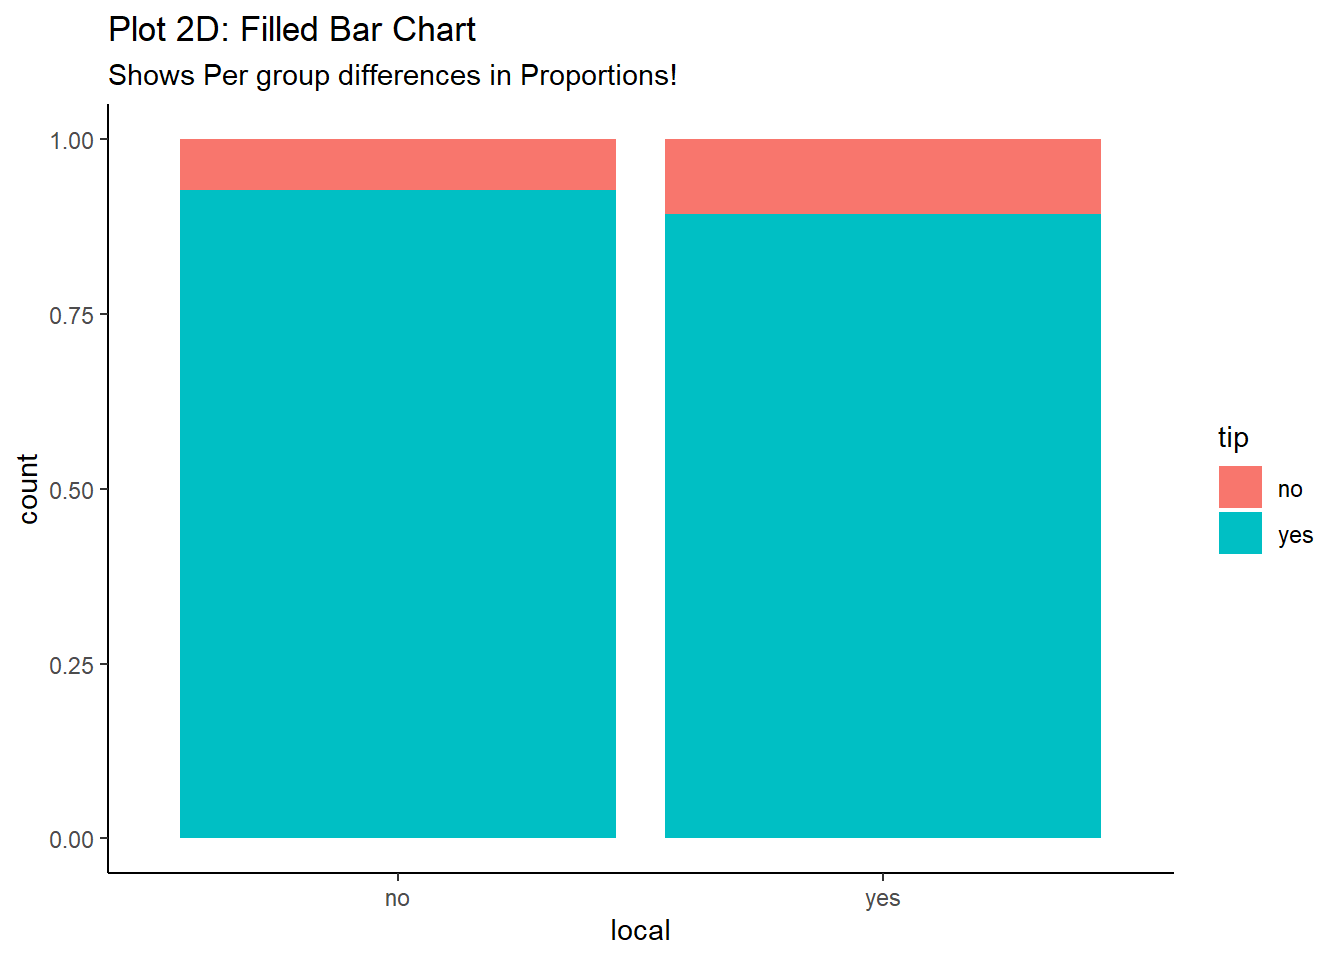 Plot 2D: Filled Bar Chart
Shows Per group differences in Proportions!
1.00
0.75
0.50
0.25
0.00
count
no
yes
local
tip
no
yes